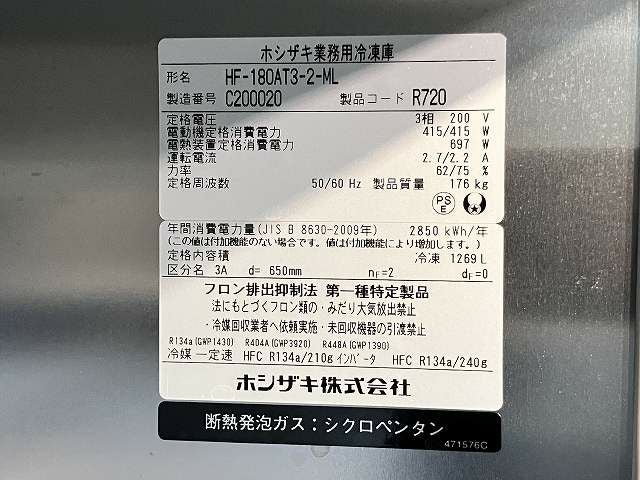 ホシザキ業務用冷凍庫
形名 HF-180AT3-2-ML
製造番号 C200020 製品コード R720
定格電圧 3相 200 V
電動機定格消費電力 415/415 W
電熱装置定格消費電力 697 W
運転電流 2.7/2.2 A
力率 62/75 %
定格周波数 50/60 Hz 製品質量 176 kg
PS
E
年間消費電力量(JIS B 8630-2009年) 2850 kWh/年
(この値は付加機能のない場合です。値は付加機能により増加します。)
定格内容積 冷凍 1269L
区分名 3A d= 650mm nF=2 dF=0
フロン排出抑制法 第一種特定製品
法にもとづくフロン類の・みだり大気放出禁止
・冷媒回収業者へ依頼実施・未回収機器の引渡禁止
R134a(GWP1430) R404A(GWP3920) R448A(GWP1390)
冷媒 一定速 HFC R134a/210g インバータ HFC R134a/240g
ホシザキ株式会社
断熱発泡ガス：シクロペンタン
471576C